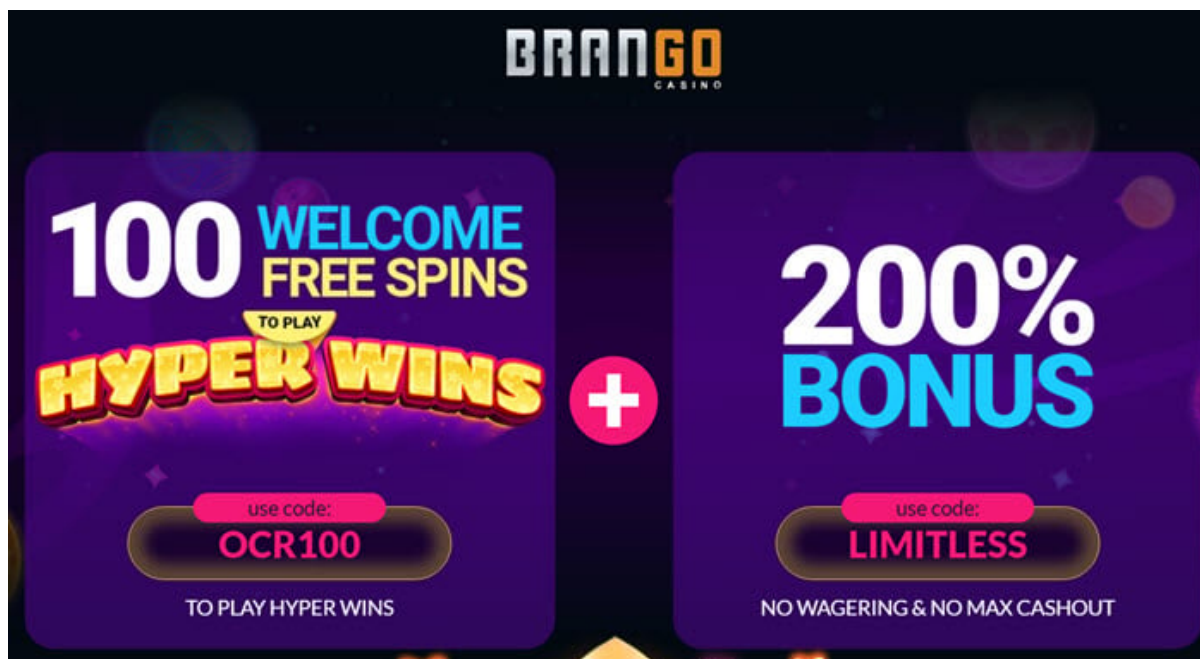 BRANGO
CASINO
100 WELCOME
FREE SPINS
TO PLAY
HYPER WINS
use code:
OCR100
TO PLAY HYPER WINS
+
200%
BONUS
use code:
LIMITLESS
NO WAGERING & NO MAX CASHOUT